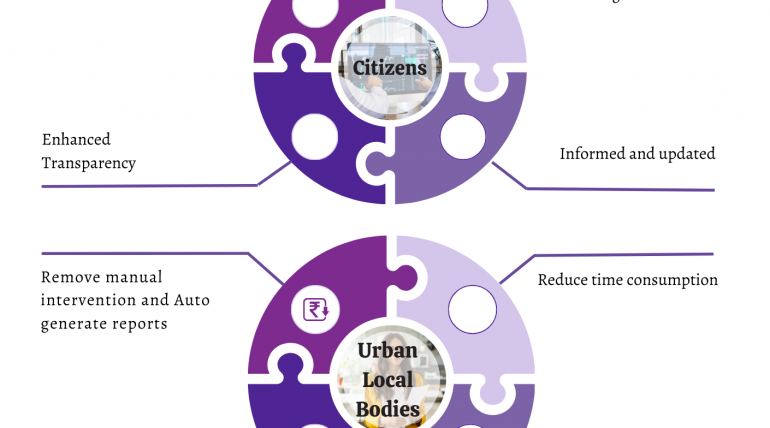 Citizens
Enhanced
Transparency
Informed and updated
Remove manual
intervention and Auto
generate reports
Reduce time consumption
Urban
Local
Bodies